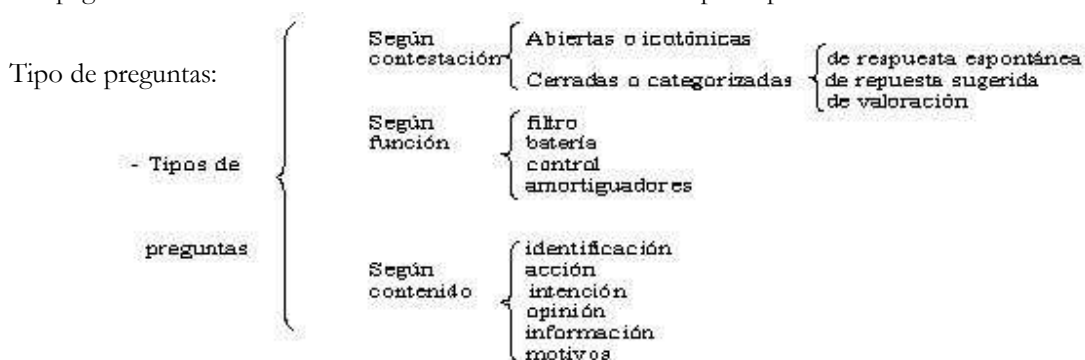 Tipo de preguntas:
- Tipos de
preguntas
Según
contestación
Abiertas o icotónicas
Cerradas o categorizadas
de respuesta espontánea
de repuesta sugerida
de valoración
Según
función
filtro
batería
control
amortiguadores
Según
contenido
identificación
acción
intención
opinión
información
motivos